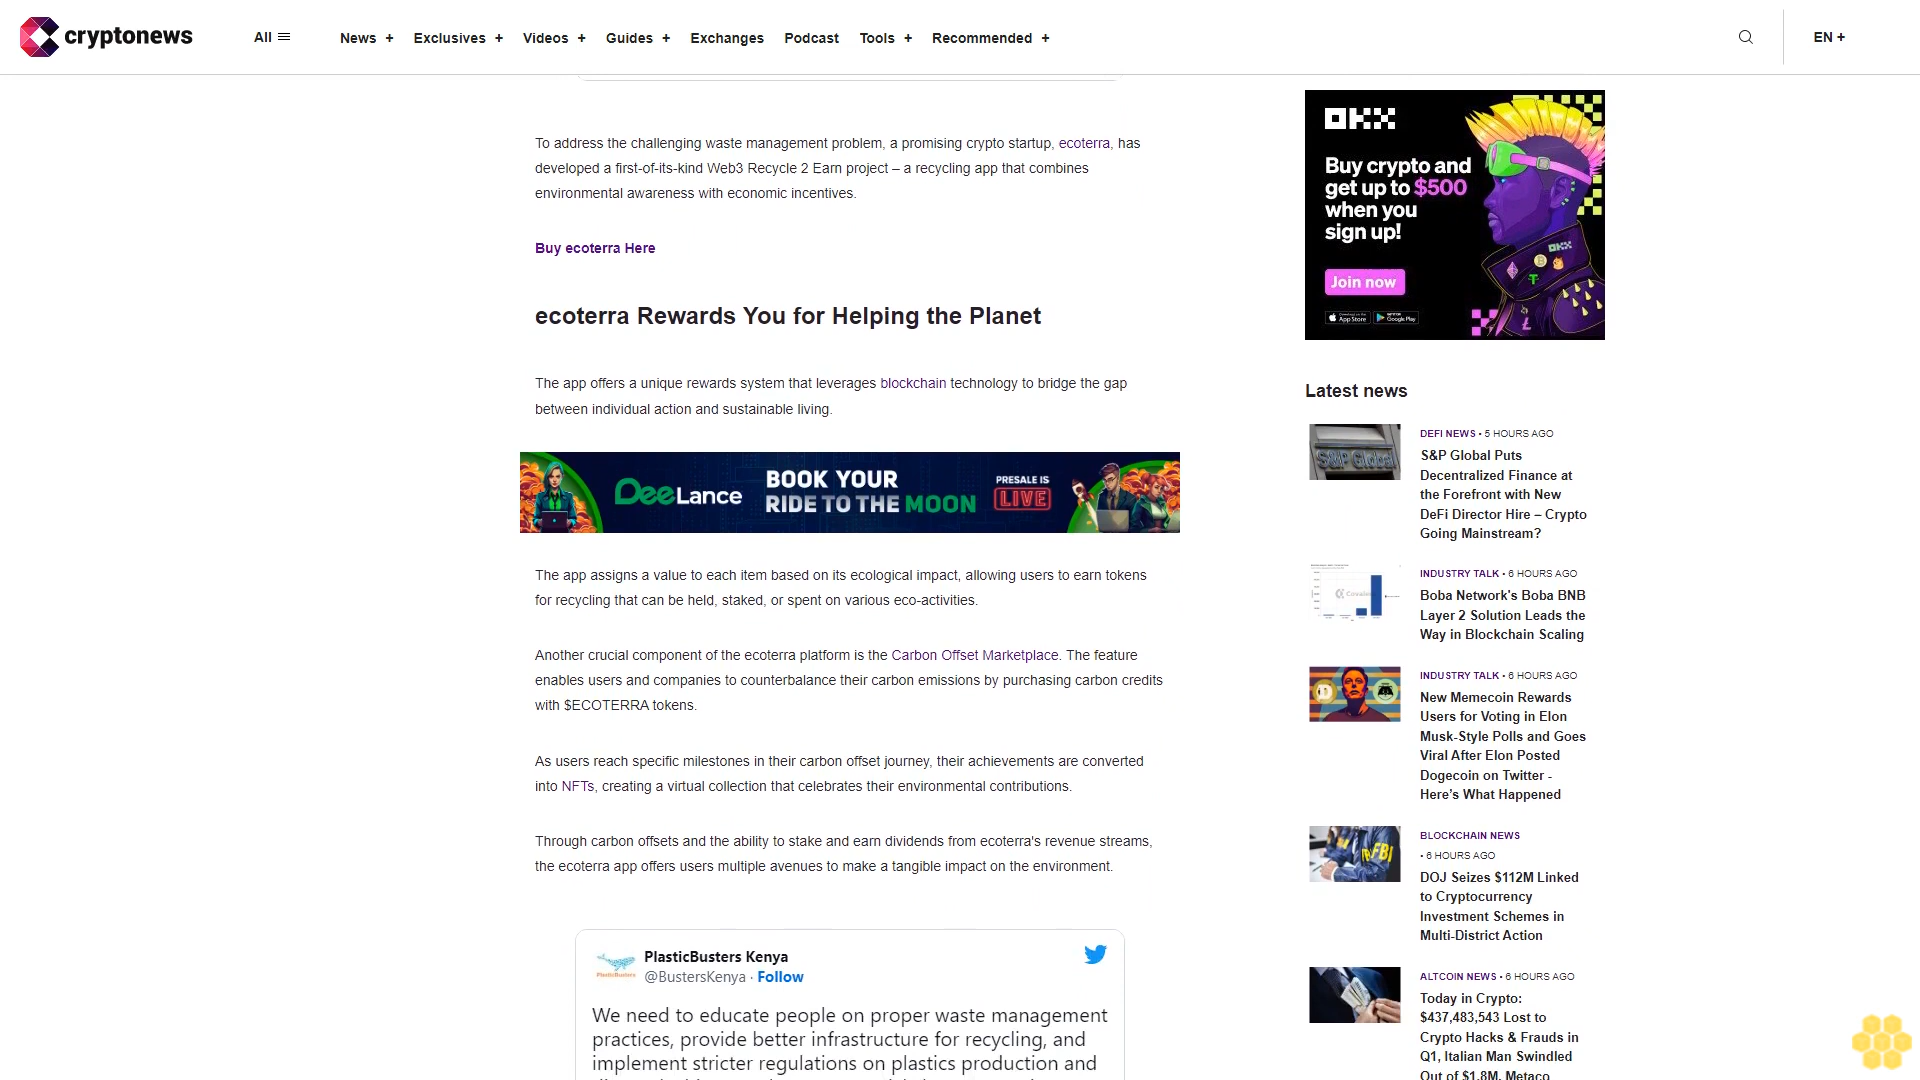 cryptonews
All
News +
Exclusives +
Videos +
Guides +
Exchanges
Podcast
Tools +
Recommended +
EN +
To address the challenging waste management problem, a promising crypto startup, ecoterra, has
developed a first-of-its-kind Web3 Recycle 2 Earn project – a recycling app that combines
environmental awareness with economic incentives.
Buy ecoterra Here
ecoterra Rewards You for Helping the Planet
The app offers a unique rewards system that leverages blockchain technology to bridge the gap
between individual action and sustainable living.
DeeLance
BOOK YOUR
RIDE TO THE MOON
PRESALE IS
LIVE
The app assigns a value to each item based on its ecological impact, allowing users to earn tokens
for recycling that can be held, staked, or spent on various eco-activities.
Another crucial component of the ecoterra platform is the Carbon Offset Marketplace. The feature
enables users and companies to counterbalance their carbon emissions by purchasing carbon credits
with $ECOTERRA tokens.
As users reach specific milestones in their carbon offset journey, their achievements are converted
into NFTs, creating a virtual collection that celebrates their environmental contributions.
Through carbon offsets and the ability to stake and earn dividends from ecoterra's revenue streams,
the ecoterra app offers users multiple avenues to make a tangible impact on the environment.
PlasticBusters
PlasticBusters Kenya
@BustersKenya · Follow
We need to educate people on proper waste management
practices, provide better infrastructure for recycling, and
implement stricter regulations on plastics production and
OKX
Buy crypto and
get up to $500
when you
sign up!
Join now
App Store
Google Play
OKX
Latest news
S&P Global
DEFI NEWS • 5 HOURS AGO
S&P Global Puts
Decentralized Finance at
the Forefront with New
DeFi Director Hire – Crypto
Going Mainstream?
INDUSTRY TALK • 6 HOURS AGO
Boba Network's Boba BNB
Layer 2 Solution Leads the
Way in Blockchain Scaling
INDUSTRY TALK • 6 HOURS AGO
New Memecoin Rewards
Users for Voting in Elon
Musk-Style Polls and Goes
Viral After Elon Posted
Dogecoin on Twitter -
Here’s What Happened
FBI
BLOCKCHAIN NEWS
• 6 HOURS AGO
DOJ Seizes $112M Linked
to Cryptocurrency
Investment Schemes in
Multi-District Action
ALTCOIN NEWS • 6 HOURS AGO
Today in Crypto:
$437,483,543 Lost to
Crypto Hacks & Frauds in
Q1, Italian Man Swindled
Out of $1.8M, Metaco